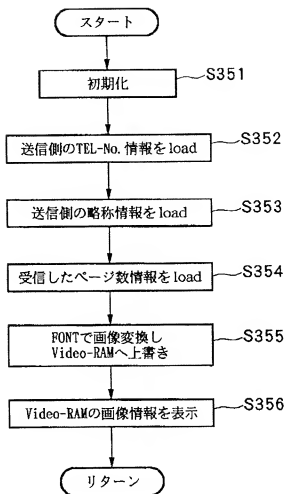 スタート
初期化
S351
送信側のTEL-No.情報をload
S352
送信側の略称情報をload
S353
受信したページ数情報をload
S354
FONTで画像変換し
Video-RAMへ上書き
S355
Video-RAMの画像情報を表示
S356
リターン